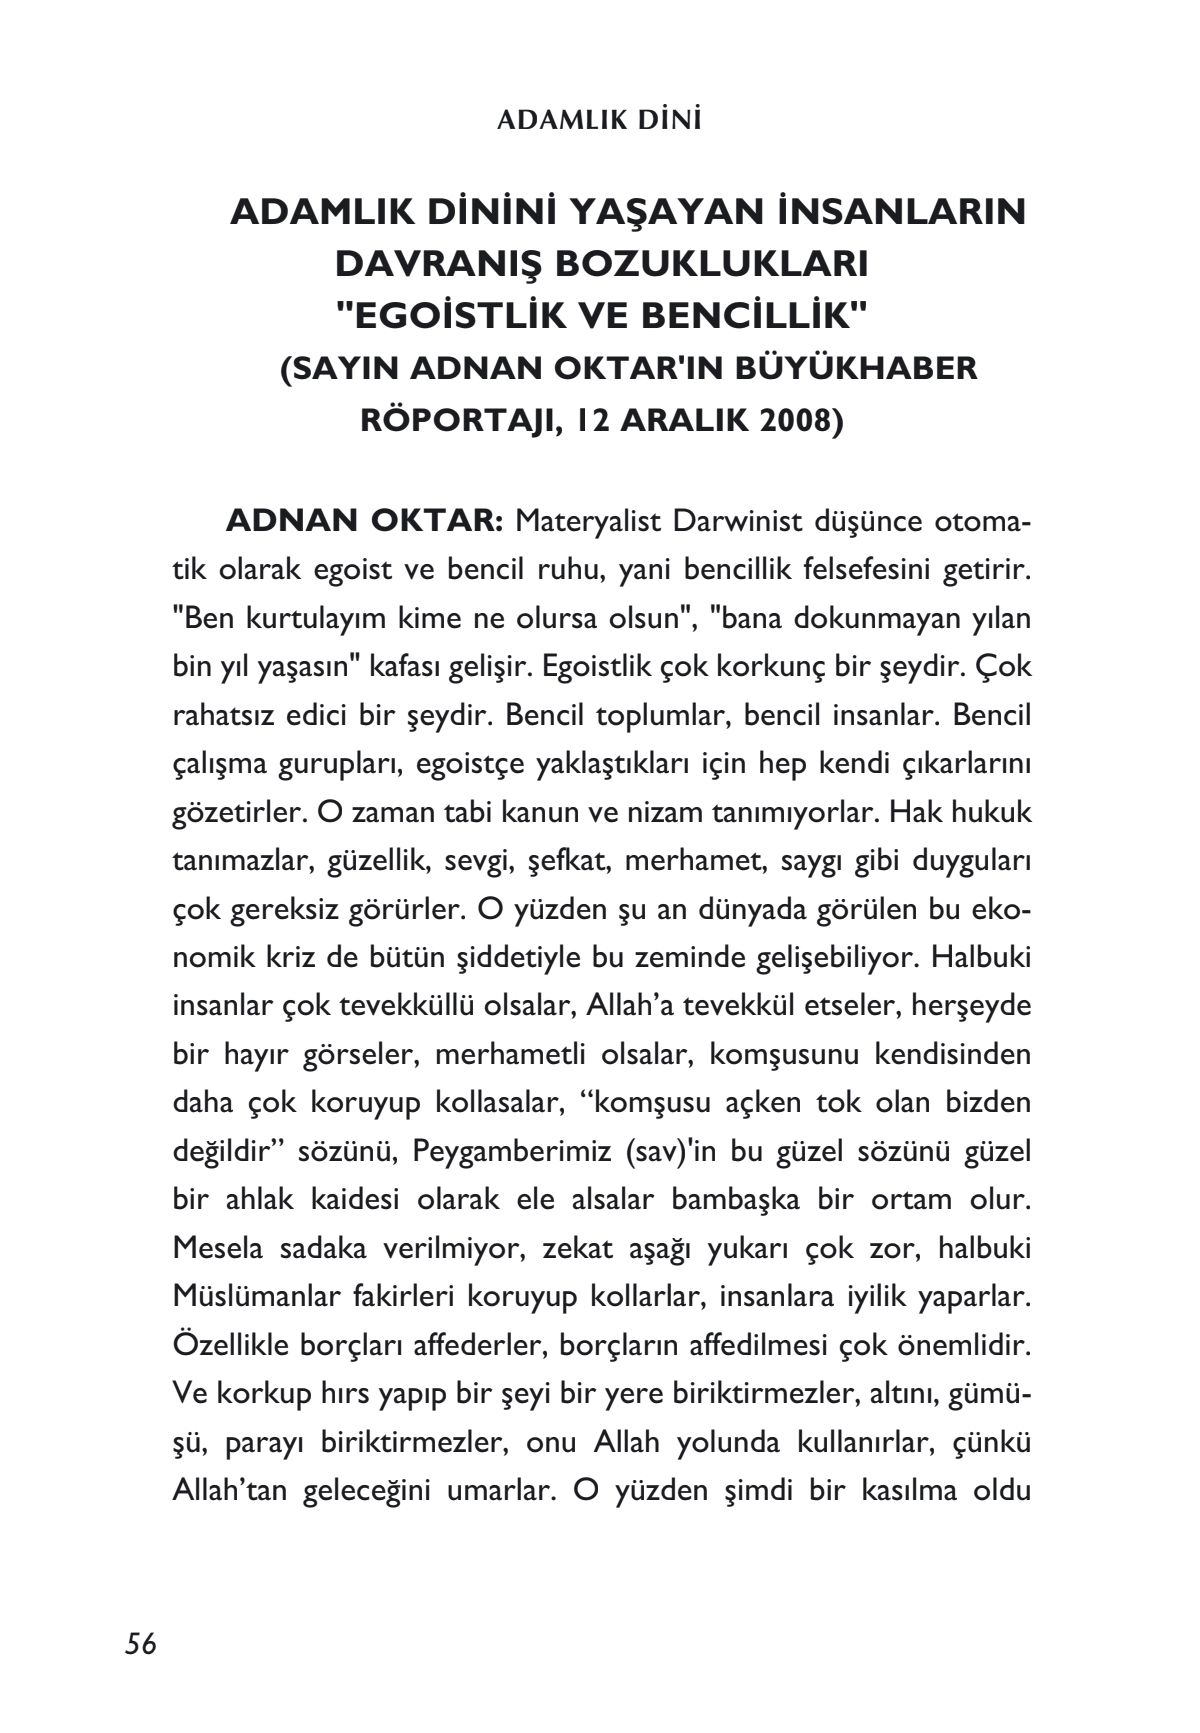 ADAMLIK DİNİ
ADAMLIK DİNİNİ YAŞAYAN İNSANLARIN
DAVRANIŞ BOZUKLUKLARI
"EGOİSTLİK VE BENCİLLİK"
(SAYIN ADNAN OKTAR'IN BÜYÜKHABER
RÖPORTAJI, 12 ARALIK 2008)
ADNAN OKTAR: Materyalist Darwinist düşünce otoma-
tik olarak egoist ve bencil ruhu, yani bencillik felsefesini getirir.
"Ben kurtulayım kime ne olursa olsun", "bana dokunmayan yılan
bin yıl yaşasın" kafası gelişir. Egoistlik çok korkunç bir şeydir. Çok
rahatsız edici bir şeydir. Bencil toplumlar, bencil insanlar. Bencil
çalışma gurupları, egoistçe yaklaştıkları için hep kendi çıkarlarını
gözetirler. O zaman tabi kanun ve nizam tanımıyorlar. Hak hukuk
tanımazlar, güzellik, sevgi, şefkat, merhamet, saygı gibi duyguları
çok gereksiz görürler. O yüzden şu an dünyada görülen bu eko-
nomik kriz de bütün şiddetiyle bu zeminde gelişebiliyor. Halbuki
insanlar çok tevekküllü olsalar, Allah’a tevekkül etseler, herşeyde
bir hayır görseler, merhametli olsalar, komşusunu kendisinden
daha çok koruyup kollasalar, “komşusu açken tok olan bizden
değildir” sözünü, Peygamberimiz (sav)'in bu güzel sözünü güzel
bir ahlak kaidesi olarak ele alsalar bambaşka bir ortam olur.
Mesela sadaka verilmiyor, zekat aşağı yukarı çok zor, halbuki
Müslümanlar fakirleri koruyup kollarlar, insanlara iyilik yaparlar.
Özellikle borçları affederler, borçların affedilmesi çok önemlidir.
Ve korkup hırs yapıp bir şeyi bir yere biriktirmezler, altını, gümü-
şü, parayı biriktirmezler, onu Allah yolunda kullanırlar, çünkü
Allah’tan geleceğini umarlar. O yüzden şimdi bir kasılma oldu
56